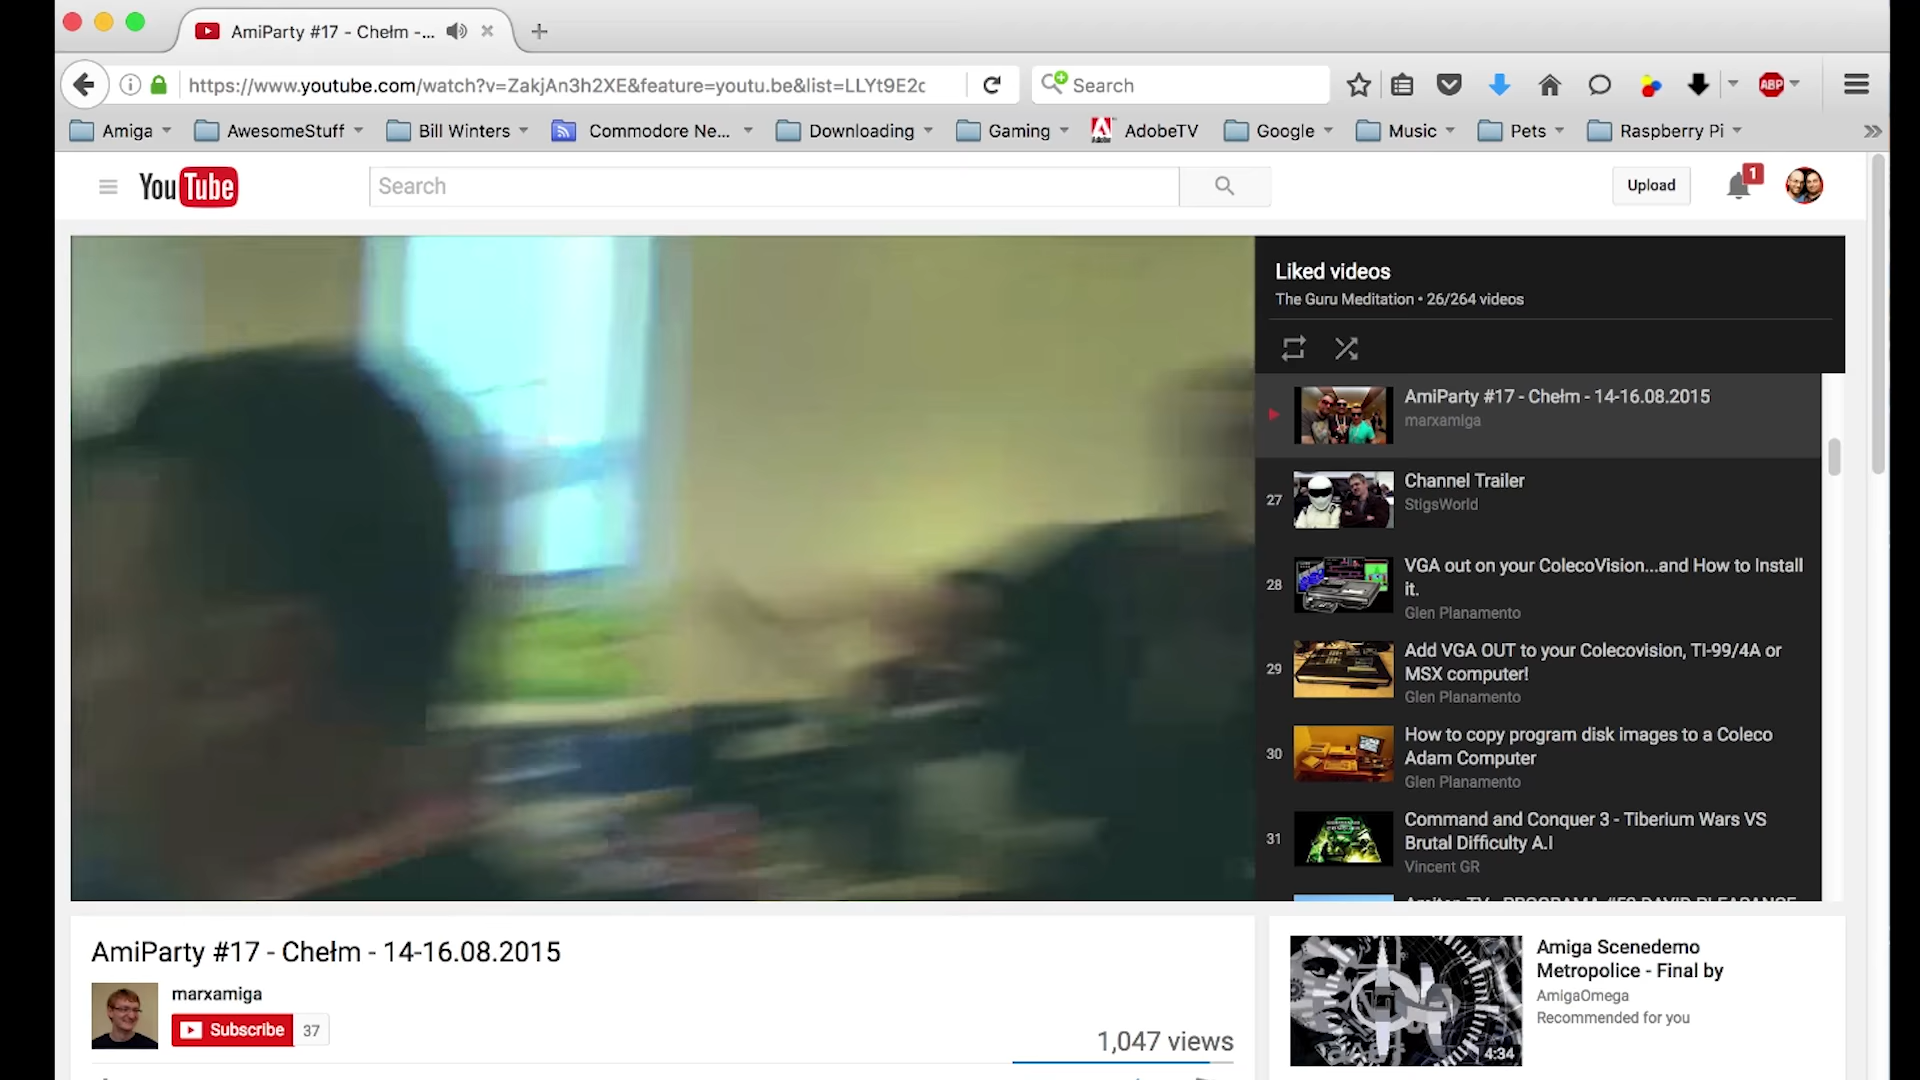 AmiParty #17 - Chełm -...
https://www.youtube.com/watch?v=ZakjAn3h2XE&feature=youtu.be&list=LLYt9E2c
Search
ABP
Amiga
AwesomeStuff
Bill Winters
Commodore Ne...
Downloading
Gaming
AdobeTV
Google
Music
Pets
Raspberry Pi
YouTube
Search
Upload
1
Liked videos
The Guru Meditation • 26/264 videos
AmiParty #17 - Chełm - 14-16.08.2015
marxamiga
27
Channel Trailer
StigsWorld
28
VGA out on your ColecoVision...and How to Install
it.
Glen Planamento
29
Add VGA OUT to your Colecovision, TI-99/4A or
MSX computer!
Glen Planamento
30
How to copy program disk images to a Coleco
Adam Computer
Glen Planamento
31
Command and Conquer 3 - Tiberium Wars VS
Brutal Difficulty A.I
Vincent GR
AmiParty #17 - Chełm - 14-16.08.2015
marxamiga
Subscribe
37
1,047 views
Amiga Scenedemo
Metropolice - Final by
AmigaOmega
Recommended for you
4:34